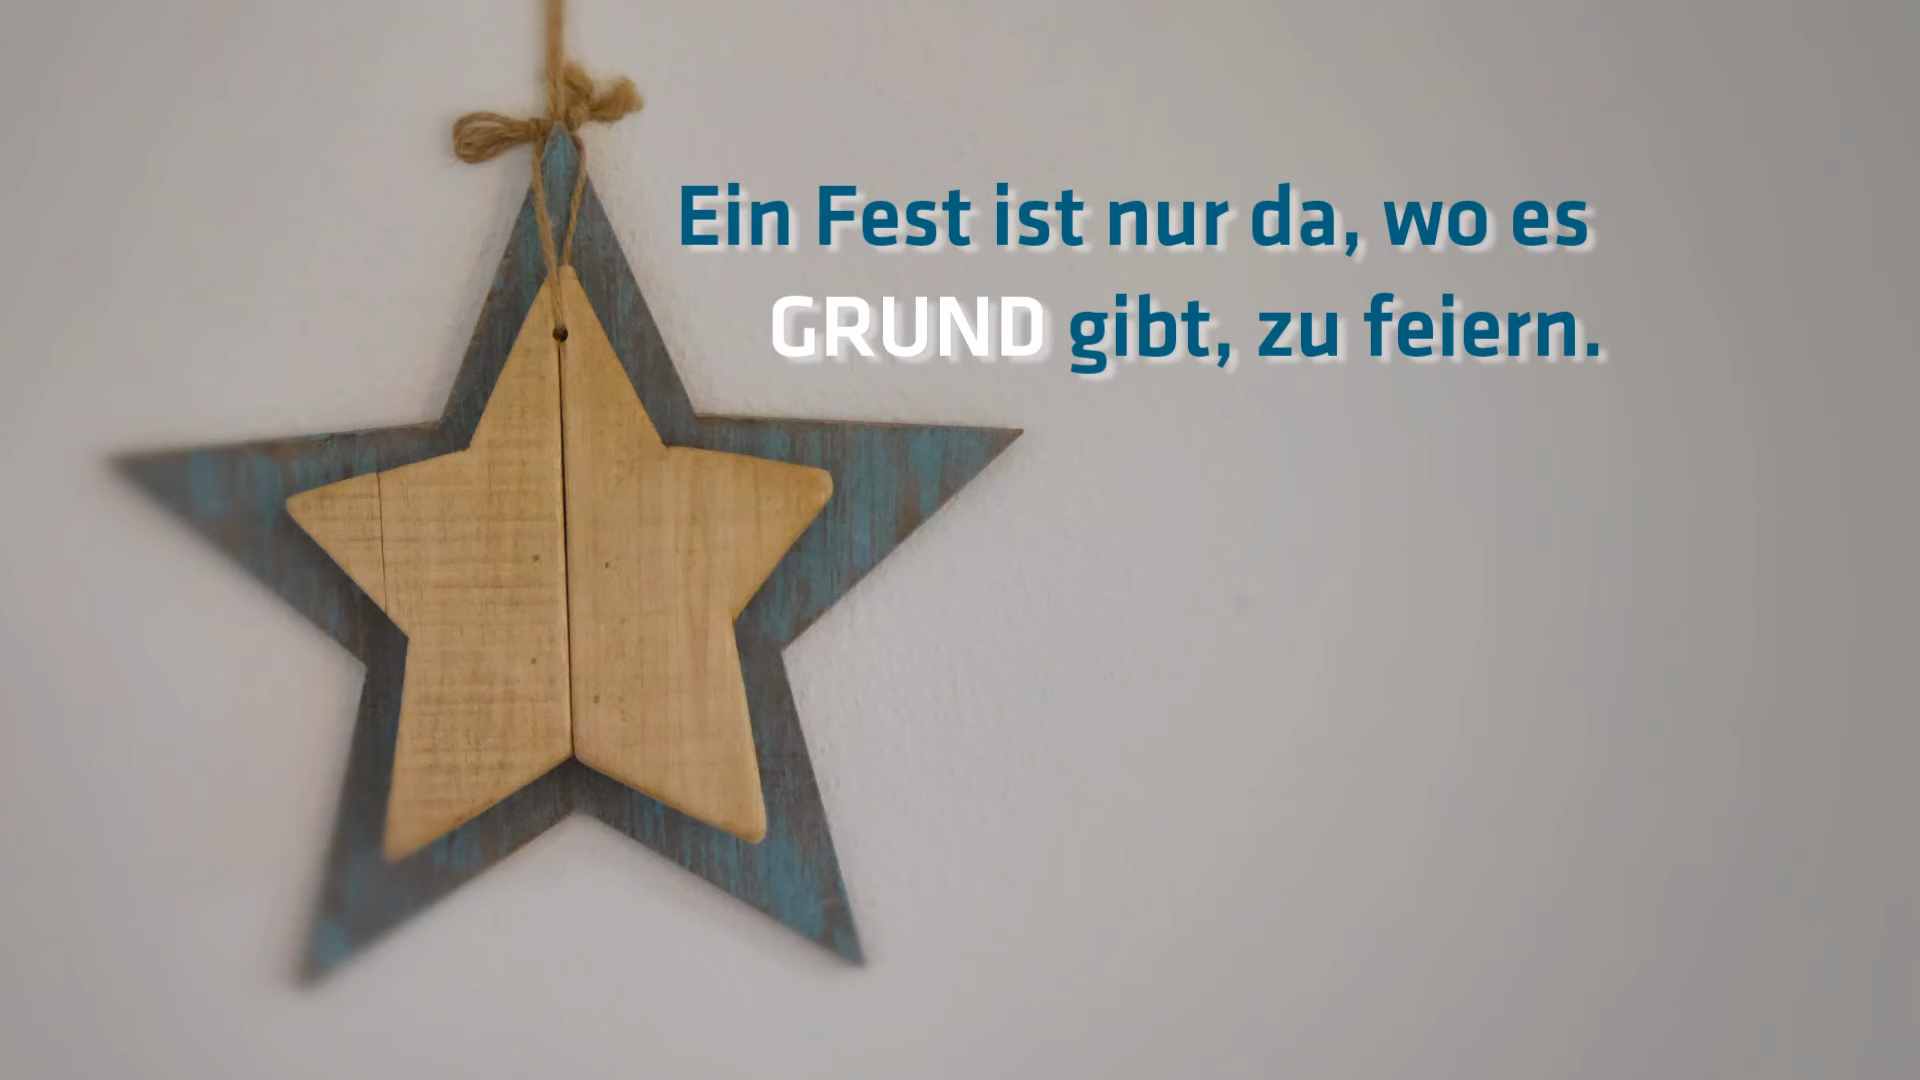 Ein Fest ist nur da, wo es
GRUND gibt, zu feiern.